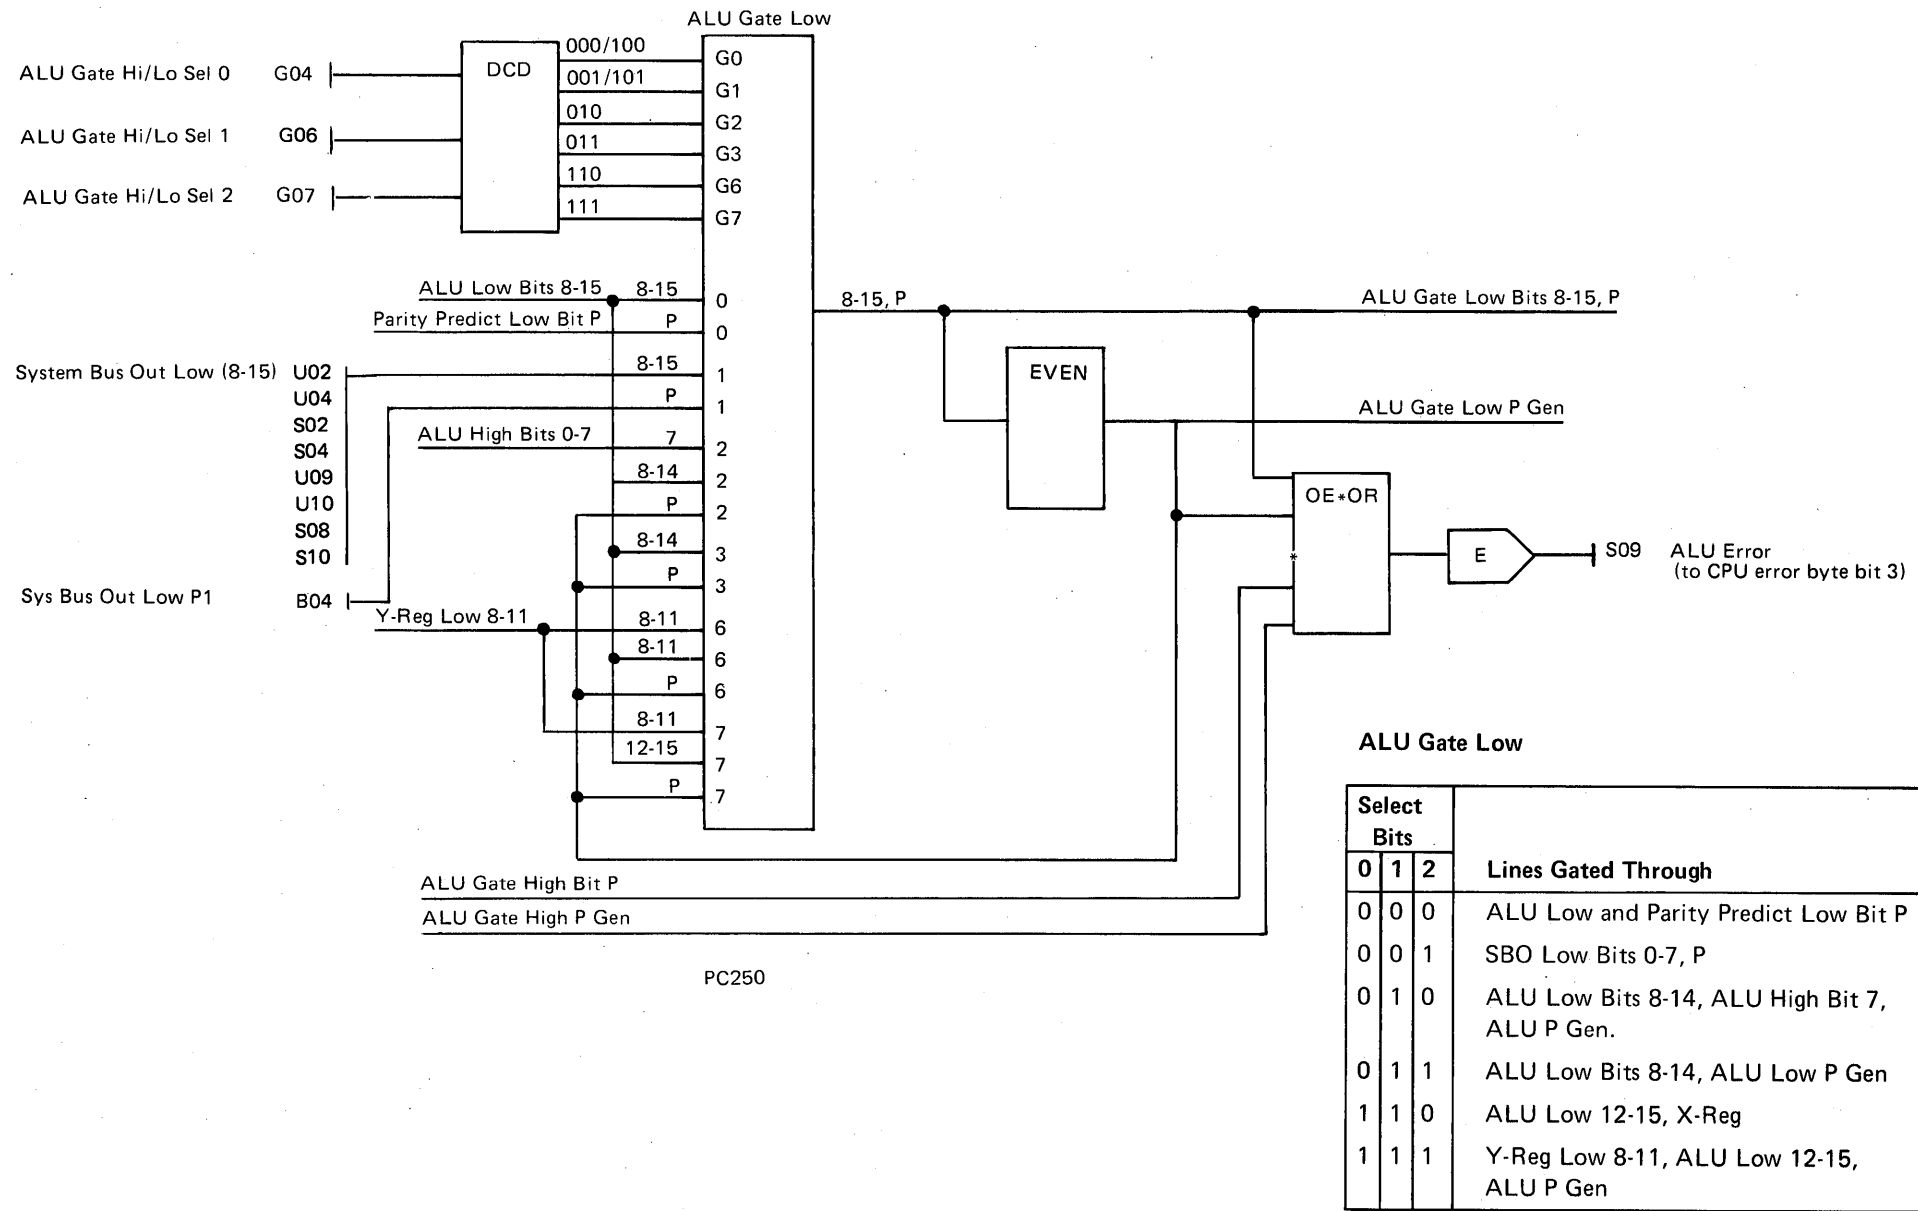 ALU Gate Low
ALU Gate Hi/Lo Sel 0 G04
ALU Gate Hi/Lo Sel 1 G06
ALU Gate Hi/Lo Sel 2 G07
DCD
000/100 G0
001/101 G1
010 G2
011 G3
110 G6
111 G7
ALU Low Bits 8-15 8-15 0
Parity Predict Low Bit P P 0
System Bus Out Low (8-15) U02 8-15 1
U04 P 1
S02
ALU High Bits 0-7 7 2
S04
U09 8-14 2
U10 P 2
S08
S10 8-14 3
P 3
Sys Bus Out Low P1 B04
Y-Reg Low 8-11 8-11 6
8-11 6
P 6
8-11 7
12-15 7
P 7
8-15, P
ALU Gate Low Bits 8-15, P
EVEN
ALU Gate Low P Gen
OE*OR
*
E
S09 ALU Error
(to CPU error byte bit 3)
ALU Gate High Bit P
ALU Gate High P Gen
PC250
ALU Gate Low
Select
Bits
0 1 2 Lines Gated Through
0 0 0 ALU Low and Parity Predict Low Bit P
0 0 1 SBO Low Bits 0-7, P
0 1 0 ALU Low Bits 8-14, ALU High Bit 7,
ALU P Gen.
0 1 1 ALU Low Bits 8-14, ALU Low P Gen
1 1 0 ALU Low 12-15, X-Reg
1 1 1 Y-Reg Low 8-11, ALU Low 12-15,
ALU P Gen